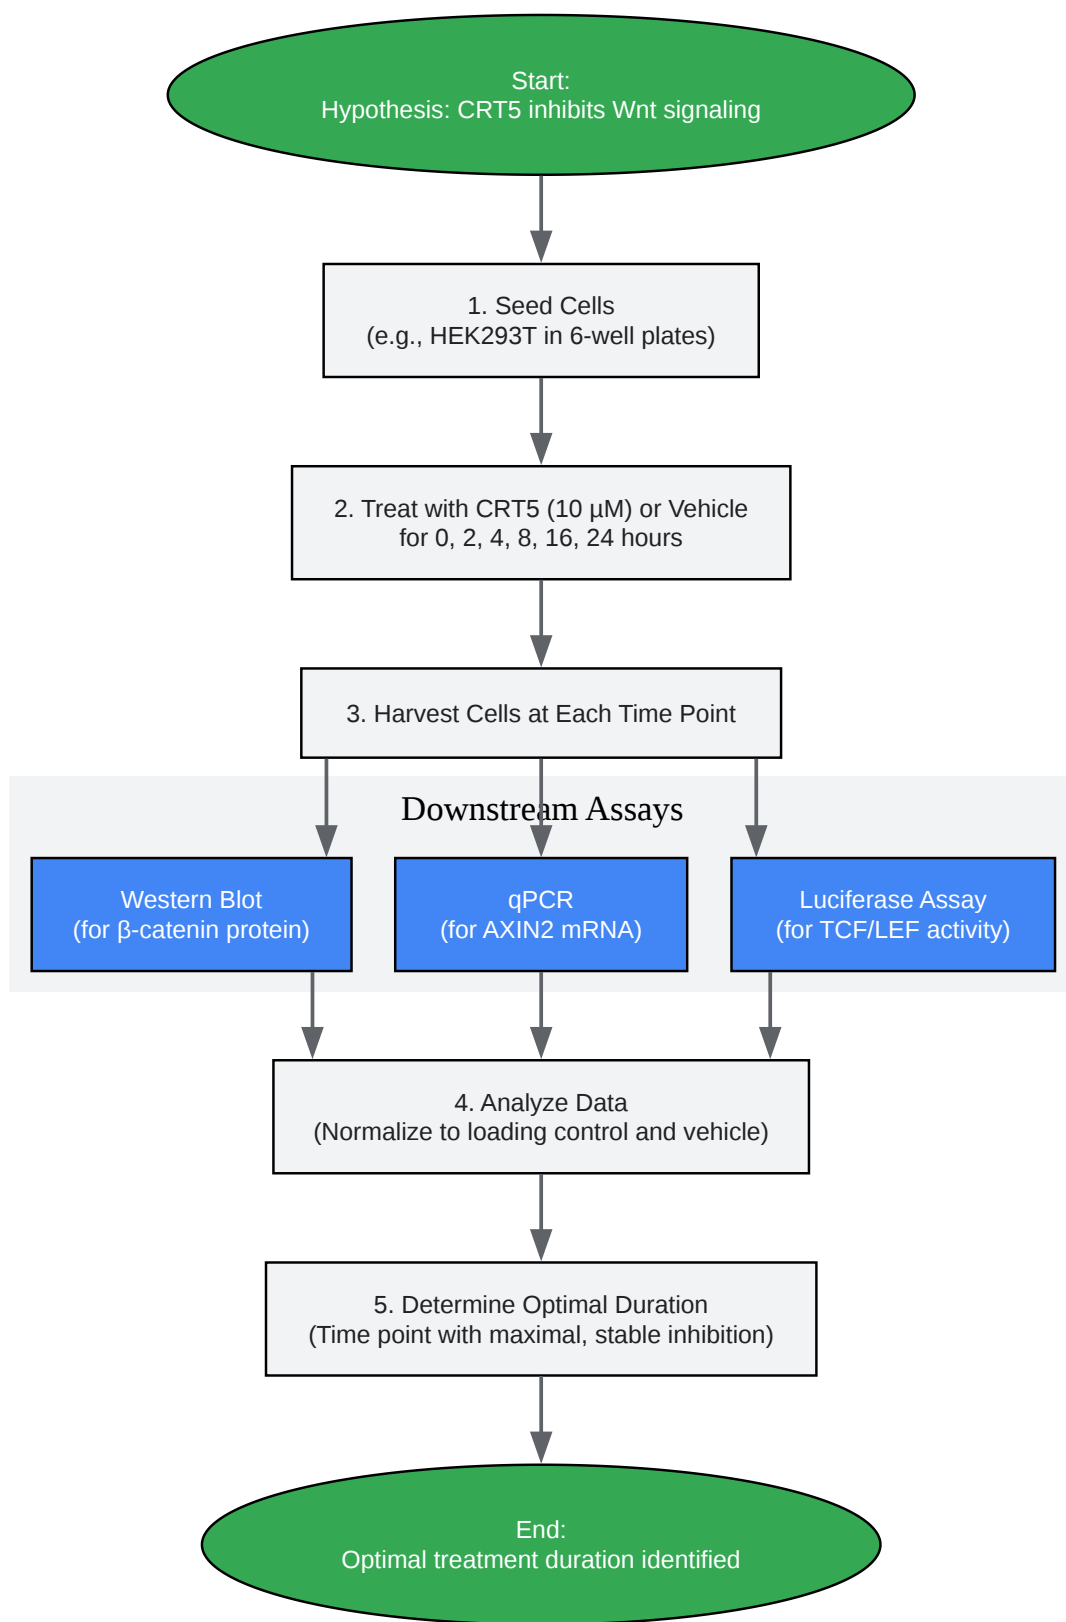 Start:
Hypothesis: CRT5 inhibits Wnt signaling
1. Seed Cells
(e.g., HEK293T in 6-well plates)
2. Treat with CRT5 (10 µM) or Vehicle
for 0, 2, 4, 8, 16, 24 hours
3. Harvest Cells at Each Time Point
Downstream Assays
Western Blot
(for β-catenin protein)
qPCR
(for AXIN2 mRNA)
Luciferase Assay
(for TCF/LEF activity)
4. Analyze Data
(Normalize to loading control and vehicle)
5. Determine Optimal Duration
(Time point with maximal, stable inhibition)
End:
Optimal treatment duration identified